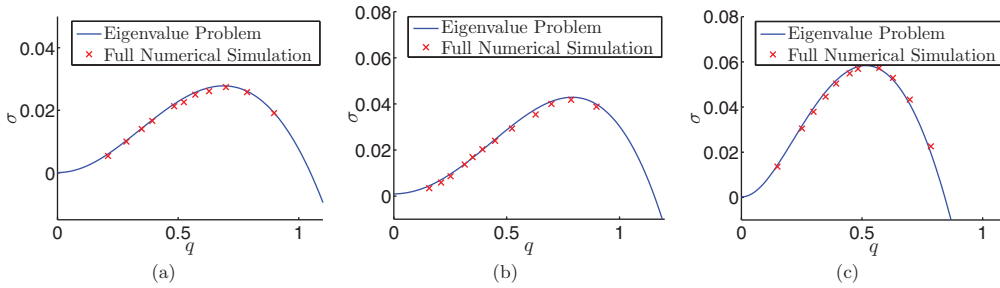 Eigenvalue Problem
Full Numerical Simulation
0.04
0.02
0
σ
0 0.5 1
q
(a)
Eigenvalue Problem
Full Numerical Simulation
0.08
0.06
0.04
0.02
0
σ
0 0.5 1
q
(b)
Eigenvalue Problem
Full Numerical Simulation
0.08
0.06
0.04
0.02
0
σ
0 0.5 1
q
(c)